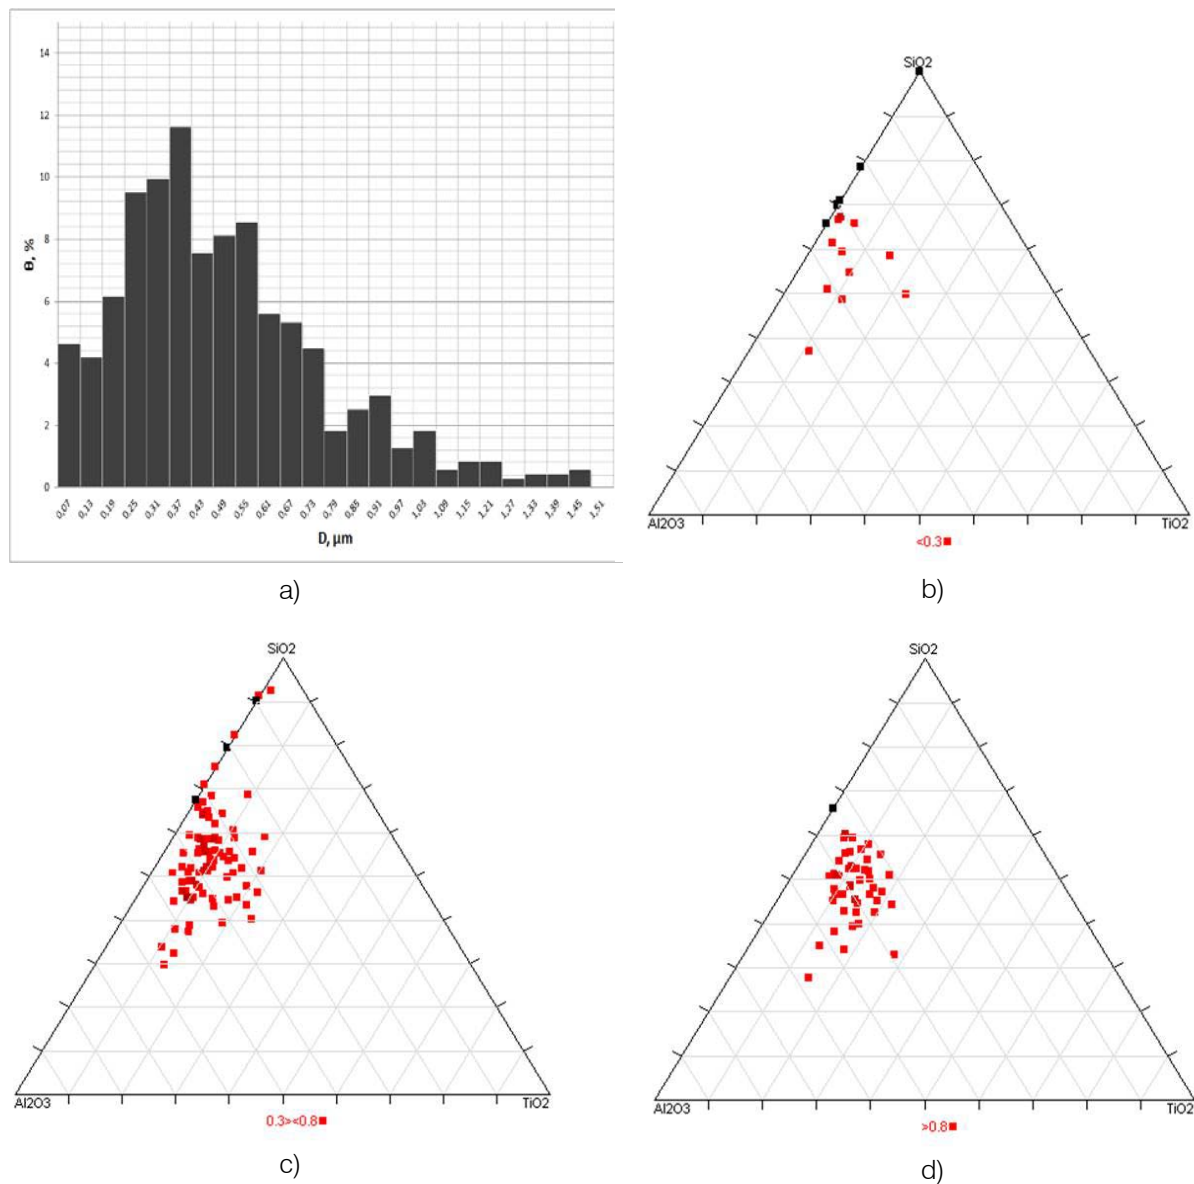 14
12
10
8
6
4
2
0
θ, %
0,07 0,13 0,19 0,25 0,31 0,37 0,43 0,49 0,55 0,61 0,67 0,73 0,79 0,85 0,91 0,97 1,03 1,09 1,15 1,21 1,27 1,33 1,39 1,45 1,51
D, µm
a)
SiO2
Al2O3 TiO2
<0.3
b)
SiO2
Al2O3 TiO2
0.3><0.8
c)
SiO2
Al2O3 TiO2
>0.8
d)